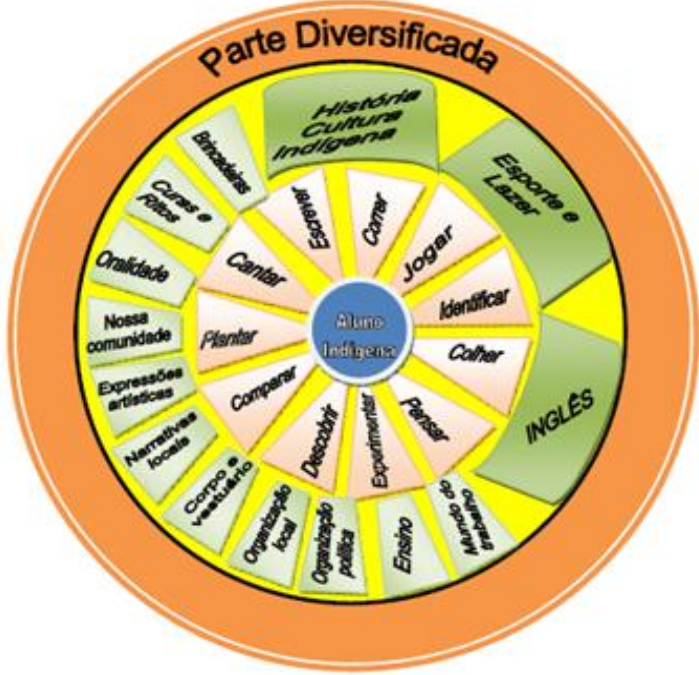 Parte Diversificada
História
Cultura
Indígena
Esporte e
Lazer
INGLÊS
Mundo do
trabalho
Ensino
Organização
política
Organização
local
Corpo e
vestuário
Narrativas
locais
Expressões
artísticas
Nossa
comunidade
Oralidade
Curas e
Ritos
Brincadeiras
Escrever
Correr
Jogar
Identificar
Colher
Pensar
Experimentar
Descobrir
Comparar
Plantar
Cantar
Aluno
Indígena